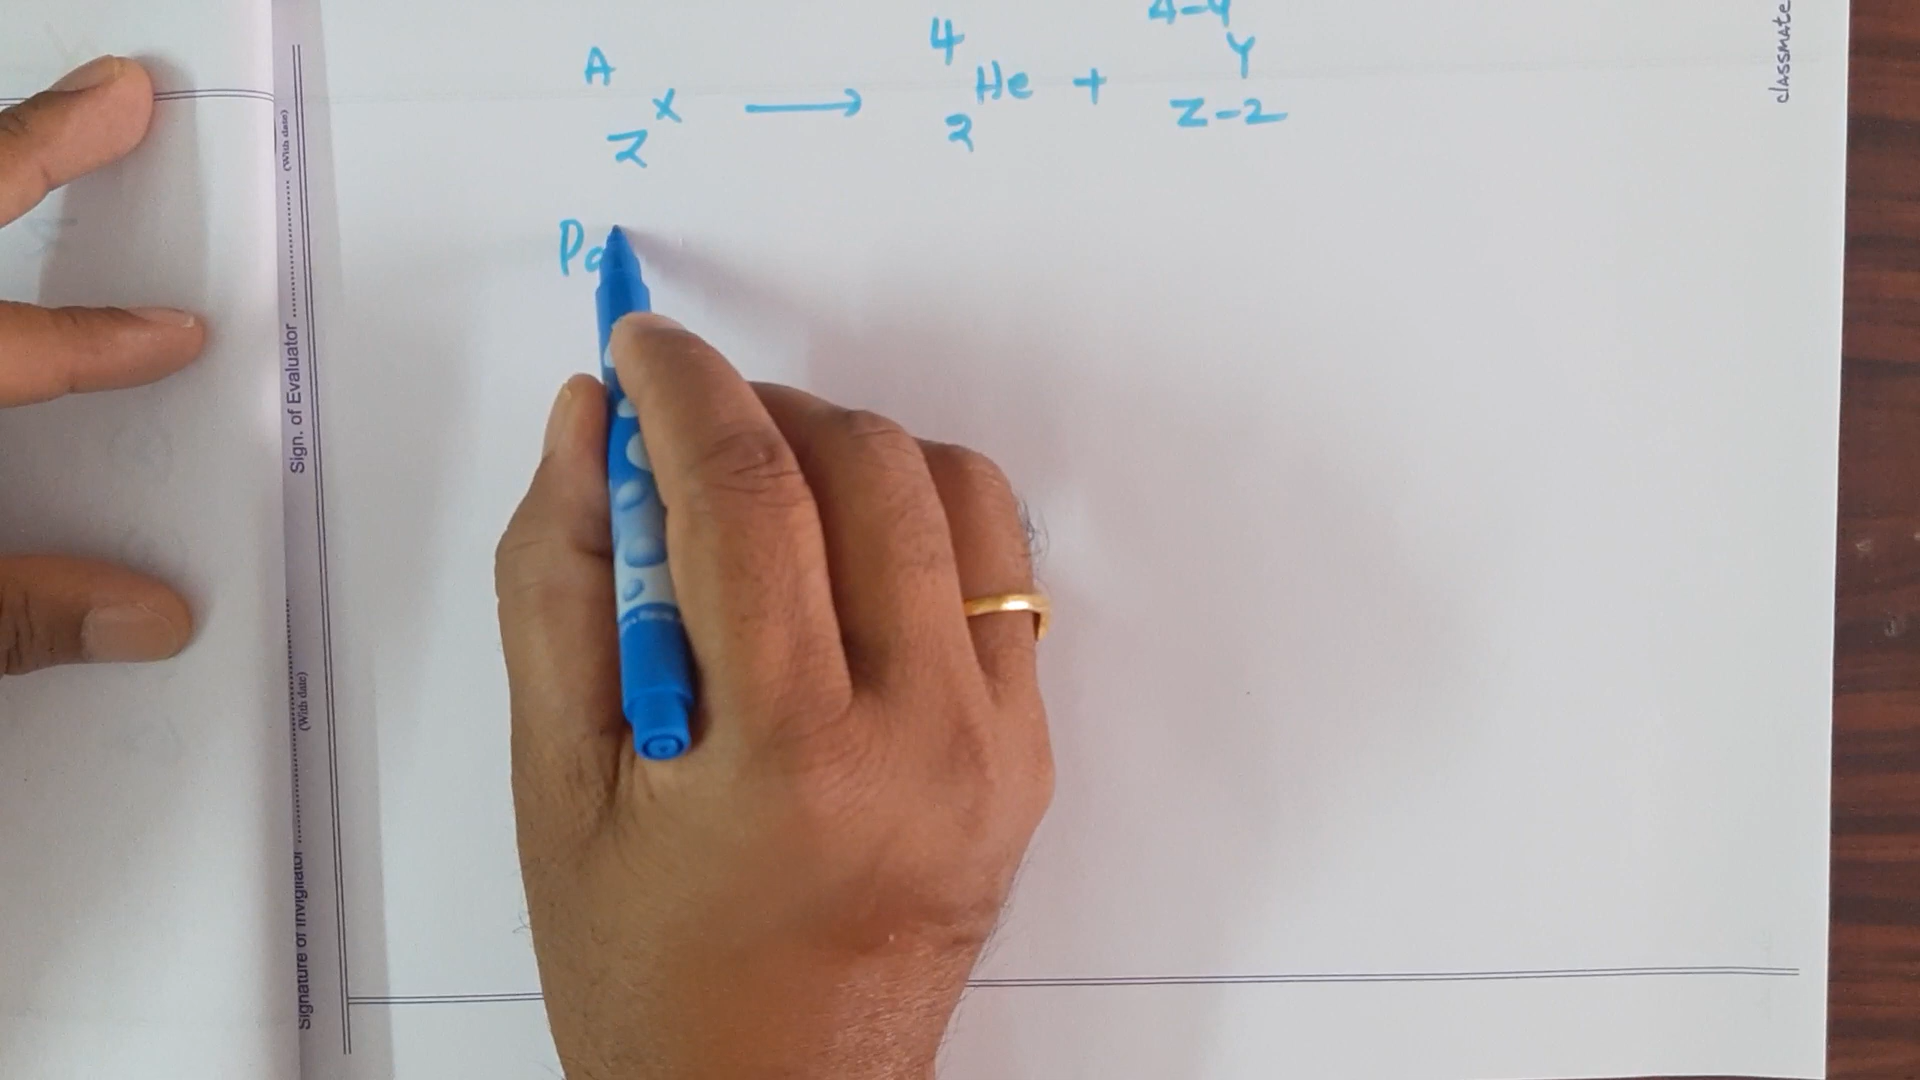 4-4
A 4 Y
X ⟶ He +
Z 2 Z-2
Pa
(With date)
Sign. of Evaluator
(With date)
Signature of Invigilator
classmate